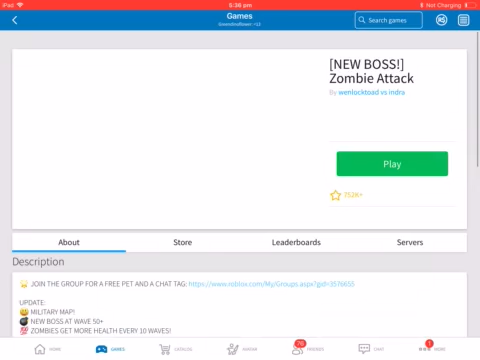 iPad
5:36 pm
Not Charging
Games
Search games
R$
[NEW BOSS!]
Zombie Attack
By wenlocktoad vs indra
Play
752K+
About
Store
Leaderboards
Servers
Description
JOIN THE GROUP FOR A FREE PET AND A CHAT TAG: https://www.roblox.com/My/Groups.aspx?gid=3576655
UPDATE:
😀 MILITARY MAP!
💣 NEW BOSS AT WAVE 50+
💯 ZOMBIES GET MORE HEALTH EVERY 10 WAVES!
HOME
GAMES
CATALOG
AVATAR
FRIENDS
CHAT
1
MORE